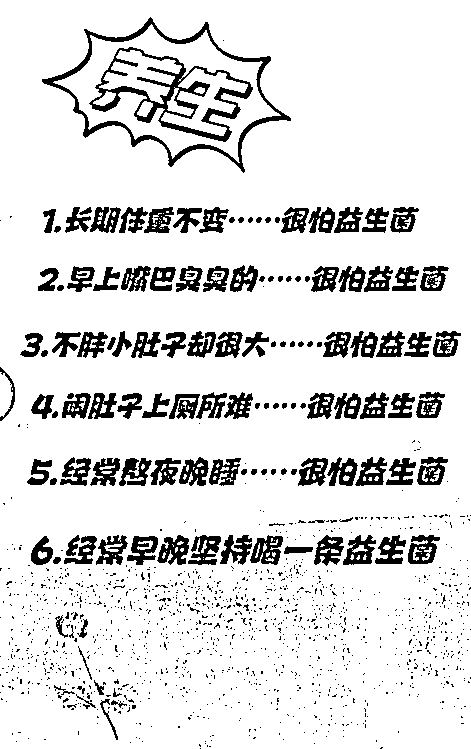 养生
1.长期体重不变……很怕益生菌
2.早上嘴巴臭臭的……很怕益生菌
3.不胖小肚子却很大……很怕益生菌
4.闹肚子上厕所难……很怕益生菌
5.经常熬夜晚睡……很怕益生菌
6.经常早晚坚持喝一条益生菌